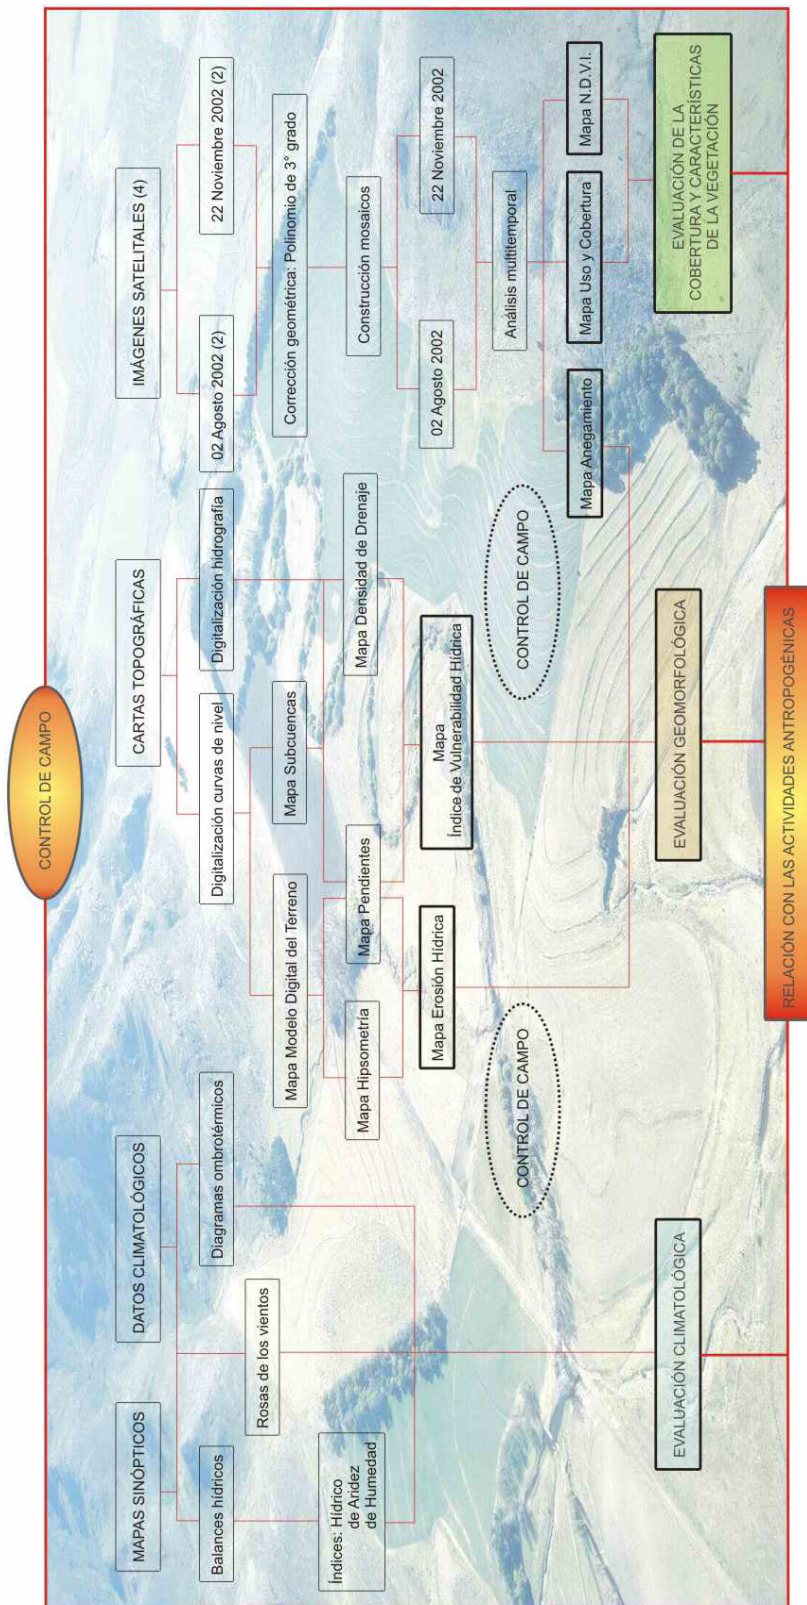 CONTROL DE CAMPO
MAPAS SINÓPTICOS
DATOS CLIMATOLÓGICOS
CARTAS TOPOGRÁFICAS
IMÁGENES SATELITALES (4)
Balances hídricos
Diagramas ombrotérmicos
Digitalización curvas de nivel
Digitalización hidrografía
02 Agosto 2002 (2)
22 Noviembre 2002 (2)
Rosas de los vientos
Mapa Modelo Digital del Terreno
Mapa Subcuencas
Corrección geométrica: Polinomio de 3° grado
Índices: Hídrico
de Aridez
de Humedad
Mapa Hipsometría
Mapa Pendientes
Mapa Densidad de Drenaje
Construcción mosaicos
Mapa Erosión Hídrica
Mapa
Índice de Vulnerabilidad Hídrica
02 Agosto 2002
22 Noviembre 2002
CONTROL DE CAMPO
CONTROL DE CAMPO
Análisis multitemporal
Mapa Anegamiento
Mapa Uso y Cobertura
Mapa N.D.V.I.
EVALUACIÓN CLIMATOLÓGICA
EVALUACIÓN GEOMORFOLÓGICA
EVALUACIÓN DE LA
COBERTURA Y CARACTERÍSTICAS
DE LA VEGETACIÓN
RELACIÓN CON LAS ACTIVIDADES ANTROPOGÉNICAS